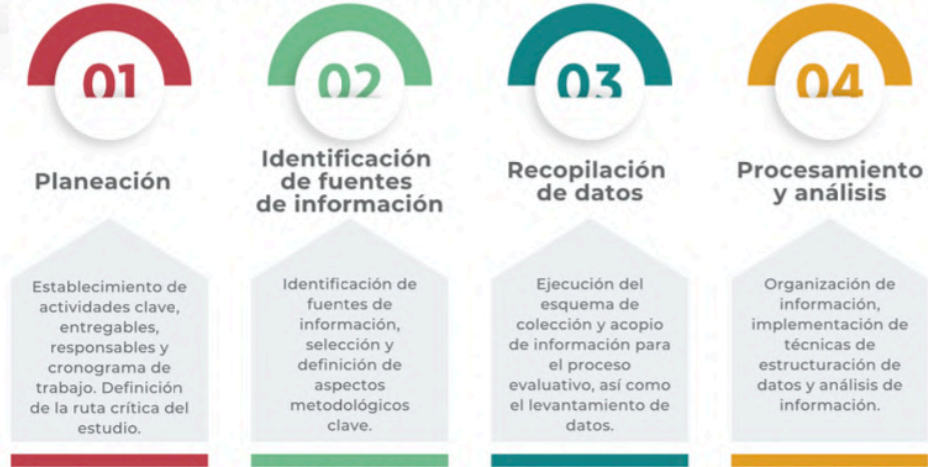 01
Planeación
Establecimiento de
actividades clave,
entregables,
responsables y
cronograma de
trabajo. Definición
de la ruta crítica del
estudio.
02
Identificación
de fuentes
de información
Identificación de
fuentes de
información,
selección y
definición de
aspectos
metodológicos
clave.
03
Recopilación
de datos
Ejecución del
esquema de
colección y acopio
de información para
el proceso
evaluativo, así como
el levantamiento de
datos.
04
Procesamiento
y análisis
Organización de
información,
implementación de
técnicas de
estructuración de
datos y análisis de
información.